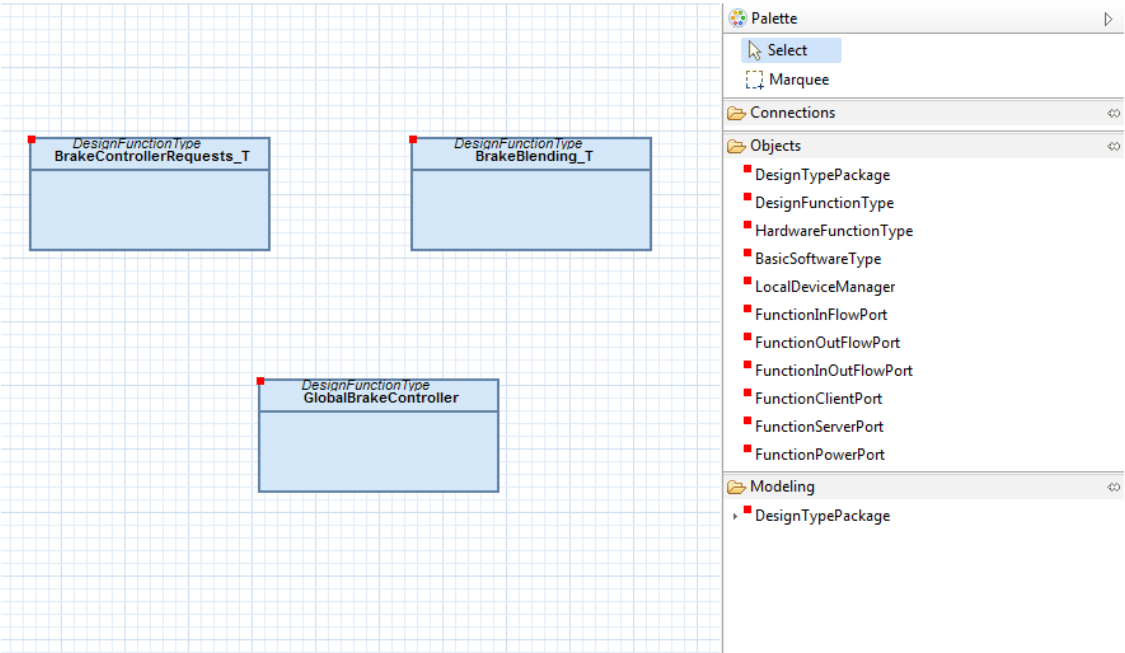 DesignFunctionType
BrakeControllerRequests_T
DesignFunctionType
BrakeBlending_T
DesignFunctionType
GlobalBrakeController
Palette
Select
Marquee
Connections
Objects
DesignTypePackage
DesignFunctionType
HardwareFunctionType
BasicSoftwareType
LocalDeviceManager
FunctionInFlowPort
FunctionOutFlowPort
FunctionInOutFlowPort
FunctionClientPort
FunctionServerPort
FunctionPowerPort
Modeling
DesignTypePackage